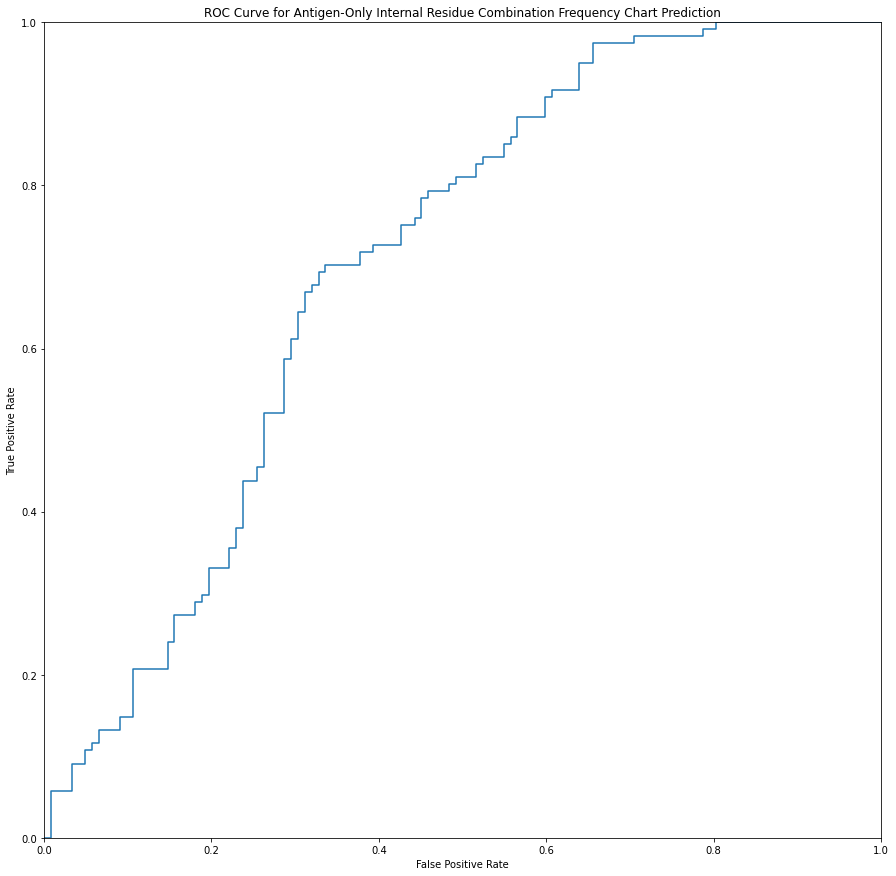 ROC Curve for Antigen-Only Internal Residue Combination Frequency Chart Prediction
1.0
0.8
0.6
0.4
0.2
0.0
True Positive Rate
0.0 0.2 0.4 0.6 0.8 1.0
False Positive Rate